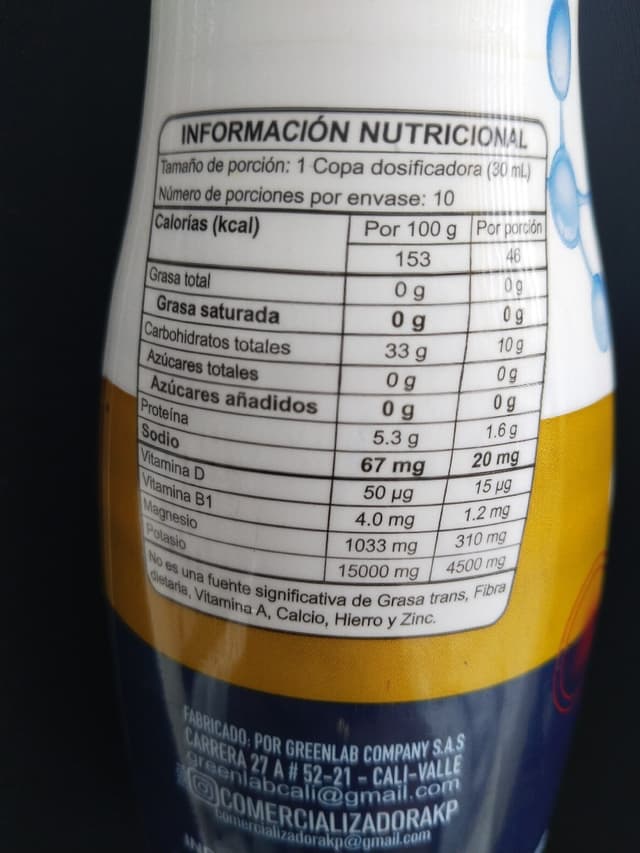 INFORMACIÓN NUTRICIONAL
Tamaño de porción: 1 Copa dosificadora (30 mL)
Número de porciones por envase: 10
Calorías (kcal) Por 100 g Por porción
153 46
Grasa total 0 g 0 g
Grasa saturada 0 g 0 g
Carbohidratos totales 33 g 10 g
Azúcares totales 0 g 0 g
Azúcares añadidos 0 g 0 g
Proteína 5.3 g 1.6 g
Sodio 67 mg 20 mg
Vitamina D 50 µg 15 µg
Vitamina B1 4.0 mg 1.2 mg
Magnesio 1033 mg 310 mg
Potasio 15000 mg 4500 mg
No es una fuente significativa de Grasa trans, Fibra
dietaria, Vitamina A, Calcio, Hierro y Zinc.
FABRICADO: POR GREENLAB COMPANY S.A.S
CARRERA 27 A # 52-21 - CALI-VALLE
greenlabcali@gmail.com
COMERCIALIZADORAKP
comercializadorakp@gmail.com